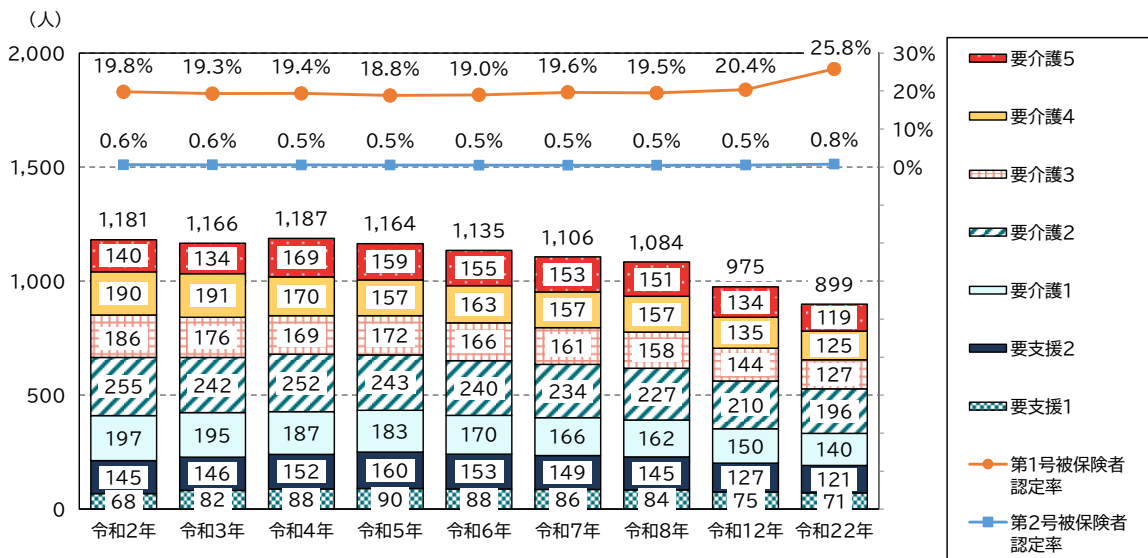 （人）
2,000
1,500
1,000
500
0
30%
20%
10%
0%
19.8% 19.3% 19.4% 18.8% 19.0% 19.6% 19.5% 20.4% 25.8%
0.6% 0.6% 0.5% 0.5% 0.5% 0.5% 0.5% 0.5% 0.8%
1,181 1,166 1,187 1,164 1,135 1,106 1,084 975 899
140 134 169 159 155 153 151 134 119
190 191 170 157 163 157 157 135 125
186 176 169 172 166 161 158 144 127
255 242 252 243 240 234 227 210 196
197 195 187 183 170 166 162 150 140
145 146 152 160 153 149 145 127 121
68 82 88 90 88 86 84 75 71
令和2年 令和3年 令和4年 令和5年 令和6年 令和7年 令和8年 令和12年 令和22年
要介護5
要介護4
要介護3
要介護2
要介護1
要支援2
要支援1
第1号被保険者
認定率
第2号被保険者
認定率